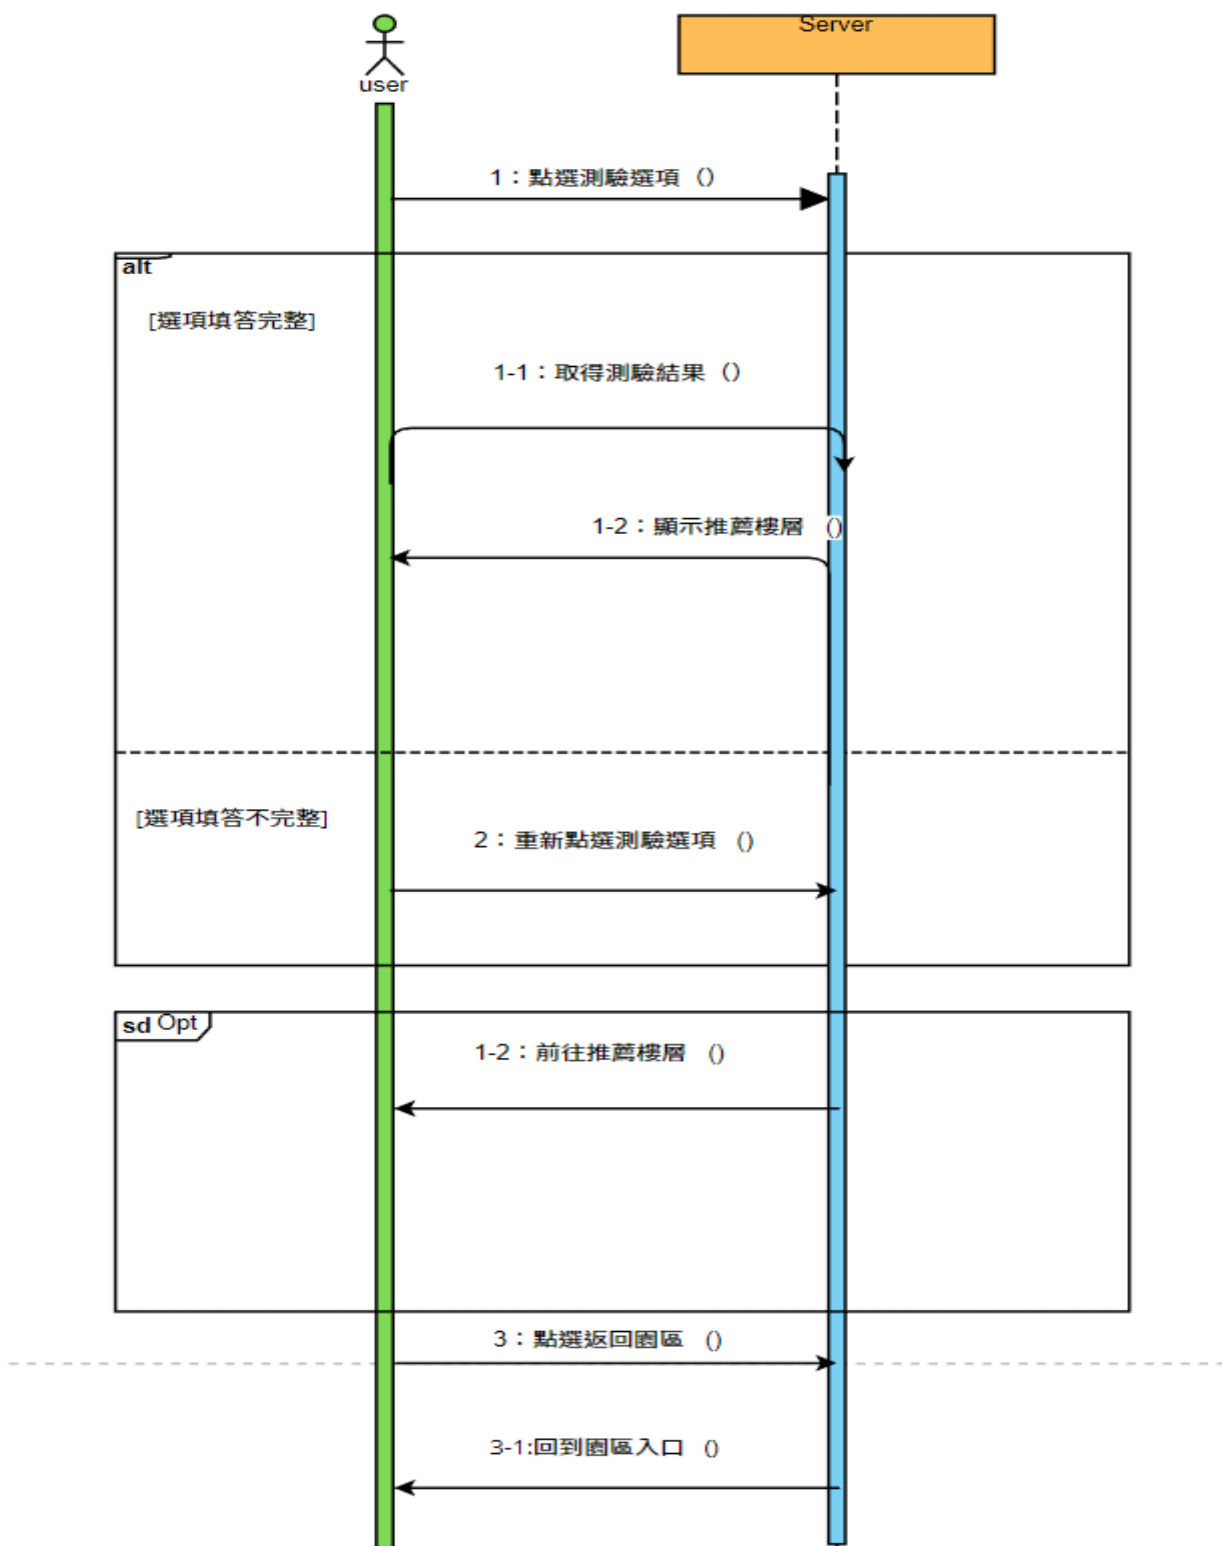 Server
user
1：點選測驗選項 ()
alt
[選項填答完整]
1-1：取得測驗結果 ()
1-2：顯示推薦樓層 ()
[選項填答不完整]
2：重新點選測驗選項 ()
sd Opt
1-2：前往推薦樓層 ()
3：點選返回園區 ()
3-1:回到園區入口 ()